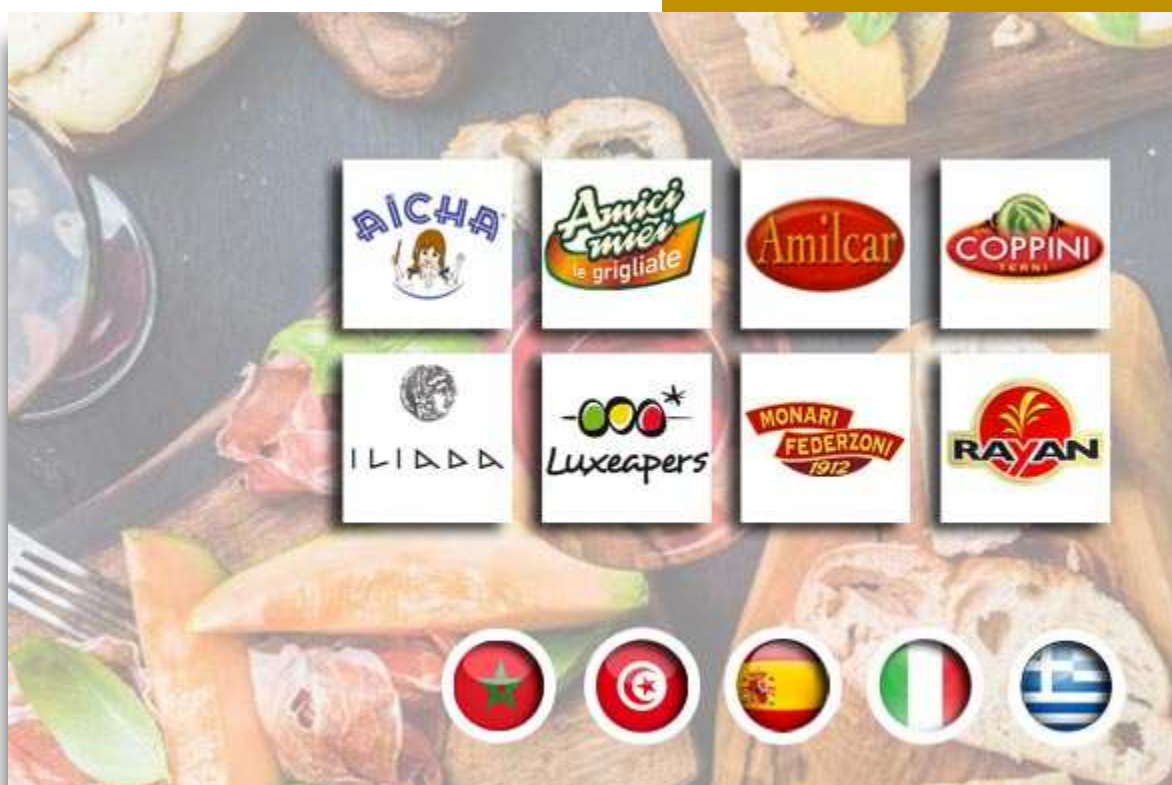 AICHA
Amici
miei
le grigliate
Amilcar
COPPINI
TERNI
ILIADA
Luxeapers
MONARI
FEDERZONI
1912
RAYAN